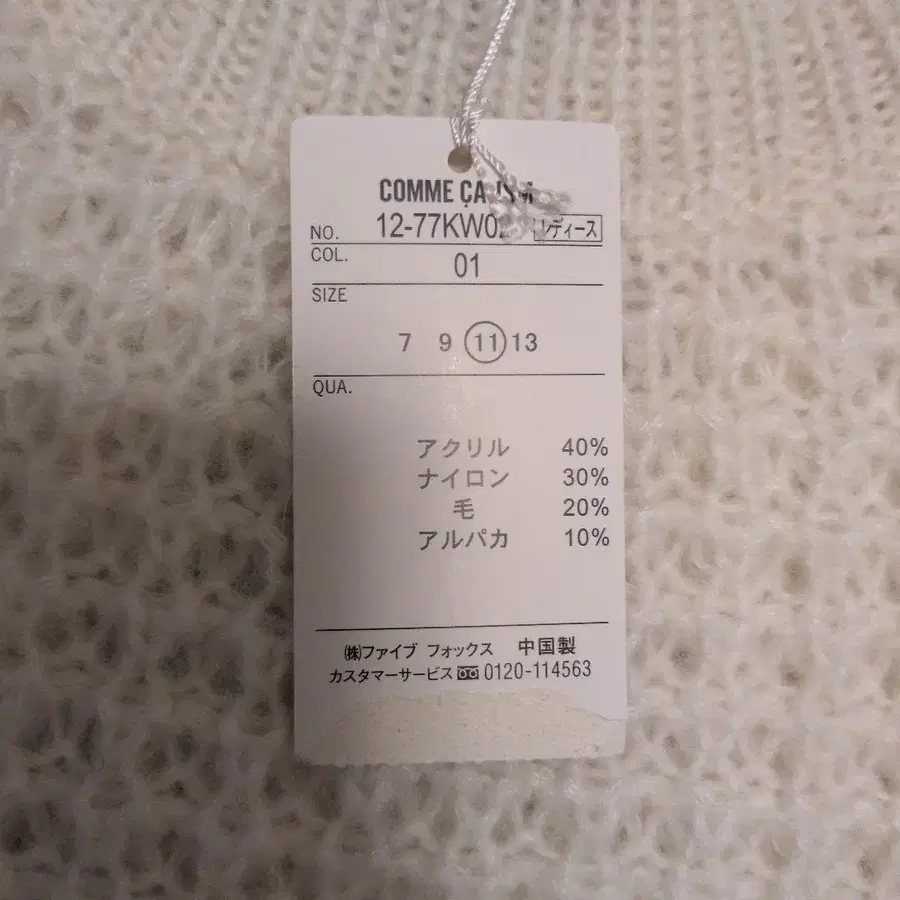 COMME ÇA
NO. 12-77KW0 レディース
COL. 01
SIZE
7 9 11 13
QUA.
アクリル 40%
ナイロン 30%
毛 20%
アルパカ 10%
㈱ファイブ フォックス 中国製
カスタマーサービス 0120-114563